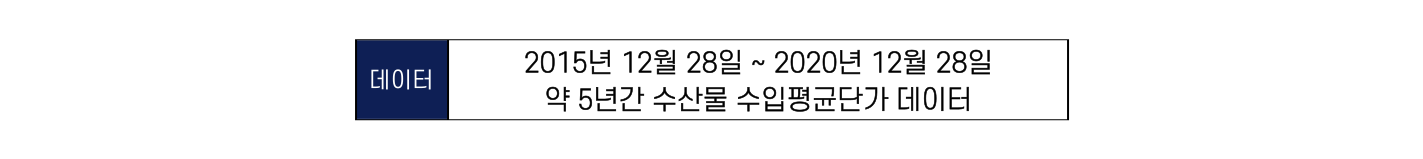 데이터
2015년 12월 28일 ~ 2020년 12월 28일
약 5년간 수산물 수입평균단가 데이터